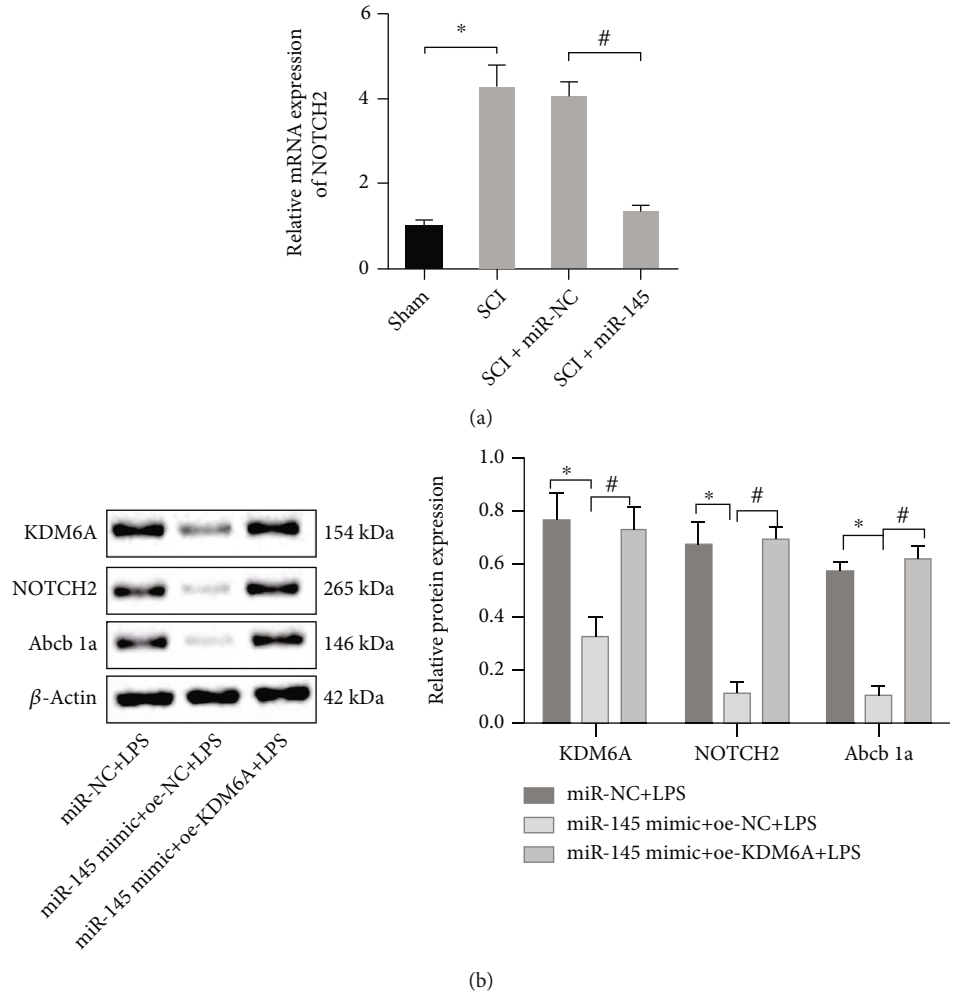 Relative mRNA expression
of NOTCH2
6
4
2
0
*
#
Sham
SCI
SCI + miR-NC
SCI + miR-145
(a)
KDM6A
154 kDa
NOTCH2
265 kDa
Abcb 1a
146 kDa
β-Actin
42 kDa
miR-NC+LPS
miR-145 mimic+oe-NC+LPS
miR-145 mimic+oe-KDM6A+LPS
Relative protein expression
1.0
0.8
0.6
0.4
0.2
0.0
*
#
*
#
*
#
KDM6A
NOTCH2
Abcb 1a
miR-NC+LPS
miR-145 mimic+oe-NC+LPS
miR-145 mimic+oe-KDM6A+LPS
(b)